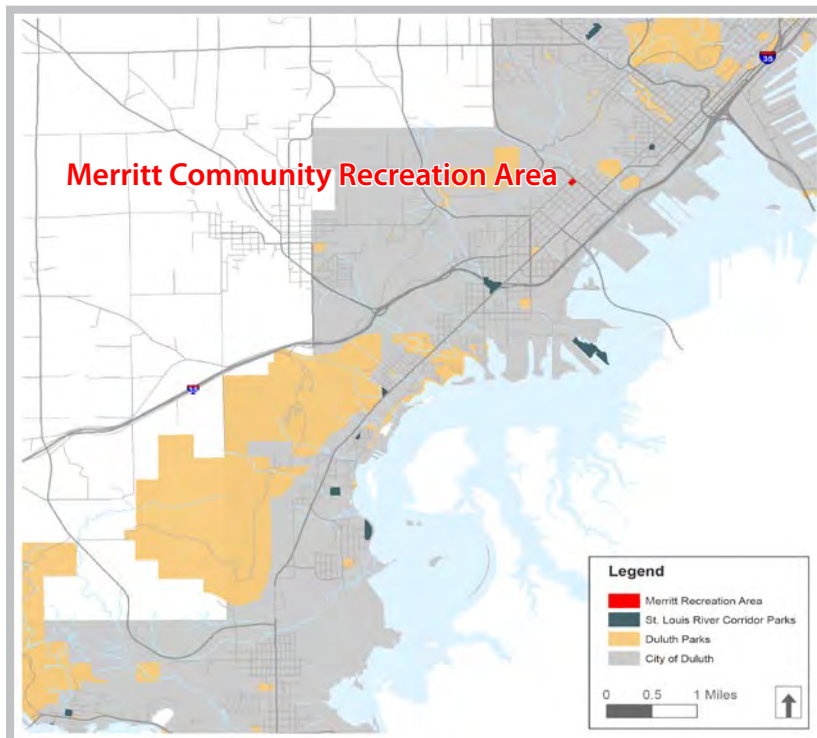 35
Merritt Community Recreation Area
35
Legend
Merritt Recreation Area
St. Louis River Corridor Parks
Duluth Parks
City of Duluth
0 0.5 1 Miles